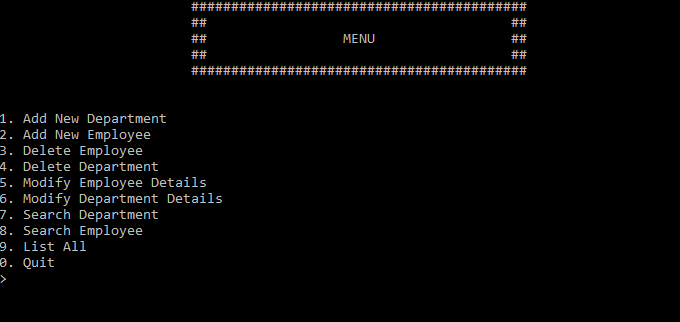 ##########################################
##                                      ##
##                 MENU                 ##
##                                      ##
##########################################
1. Add New Department
2. Add New Employee
3. Delete Employee
4. Delete Department
5. Modify Employee Details
6. Modify Department Details
7. Search Department
8. Search Employee
9. List All
0. Quit
>